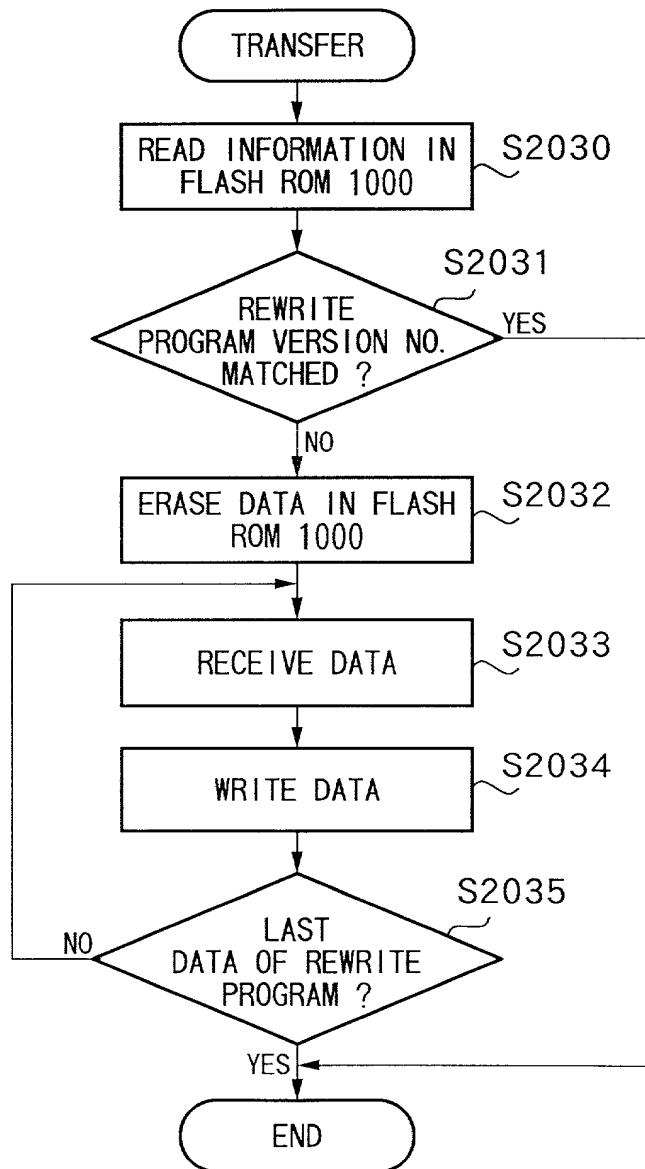 TRANSFER
READ INFORMATION IN
FLASH ROM 1000
S2030
S2031
REWRITE
PROGRAM VERSION NO.
MATCHED ?
YES
NO
ERASE DATA IN FLASH
ROM 1000
S2032
RECEIVE DATA
S2033
WRITE DATA
S2034
S2035
LAST
DATA OF REWRITE
PROGRAM ?
NO
YES
END